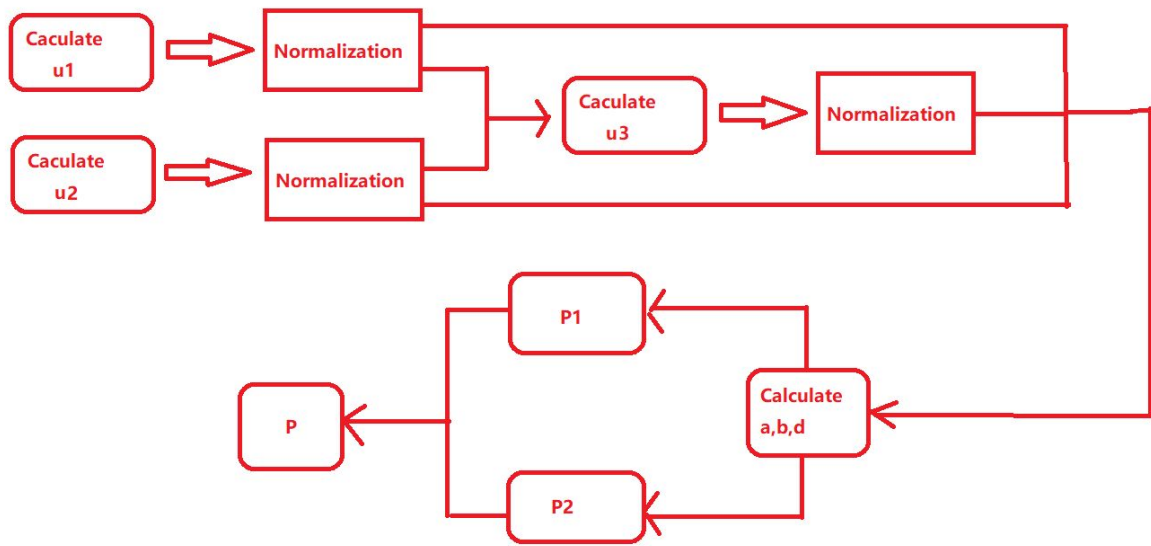 Caculate
u1
Normalization
Caculate
u3
Normalization
Caculate
u2
Normalization
P1
Calculate
a,b,d
P
P2